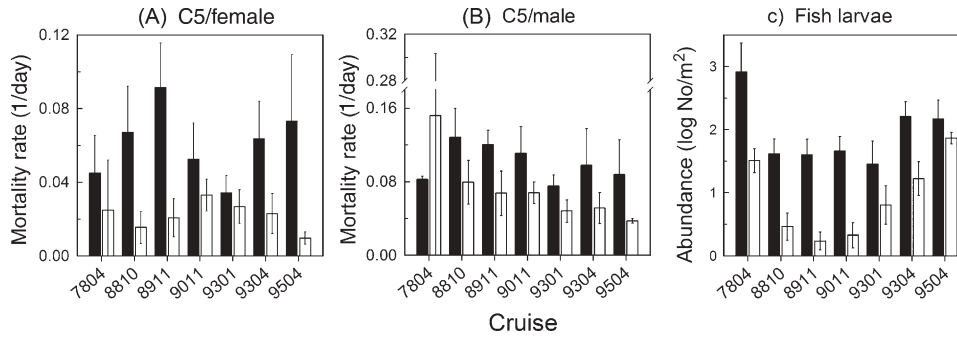 (A) C5/female
Mortality rate (1/day)
0.12
0.08
0.04
0.00
7804 8810 8911 9011 9301 9304 9504
(B) C5/male
Mortality rate (1/day)
0.32
0.28
0.16
0.08
0.00
7804 8810 8911 9011 9301 9304 9504
c) Fish larvae
Abundance (log No/m²)
3
2
1
0
7804 8810 8911 9011 9301 9304 9504
Cruise